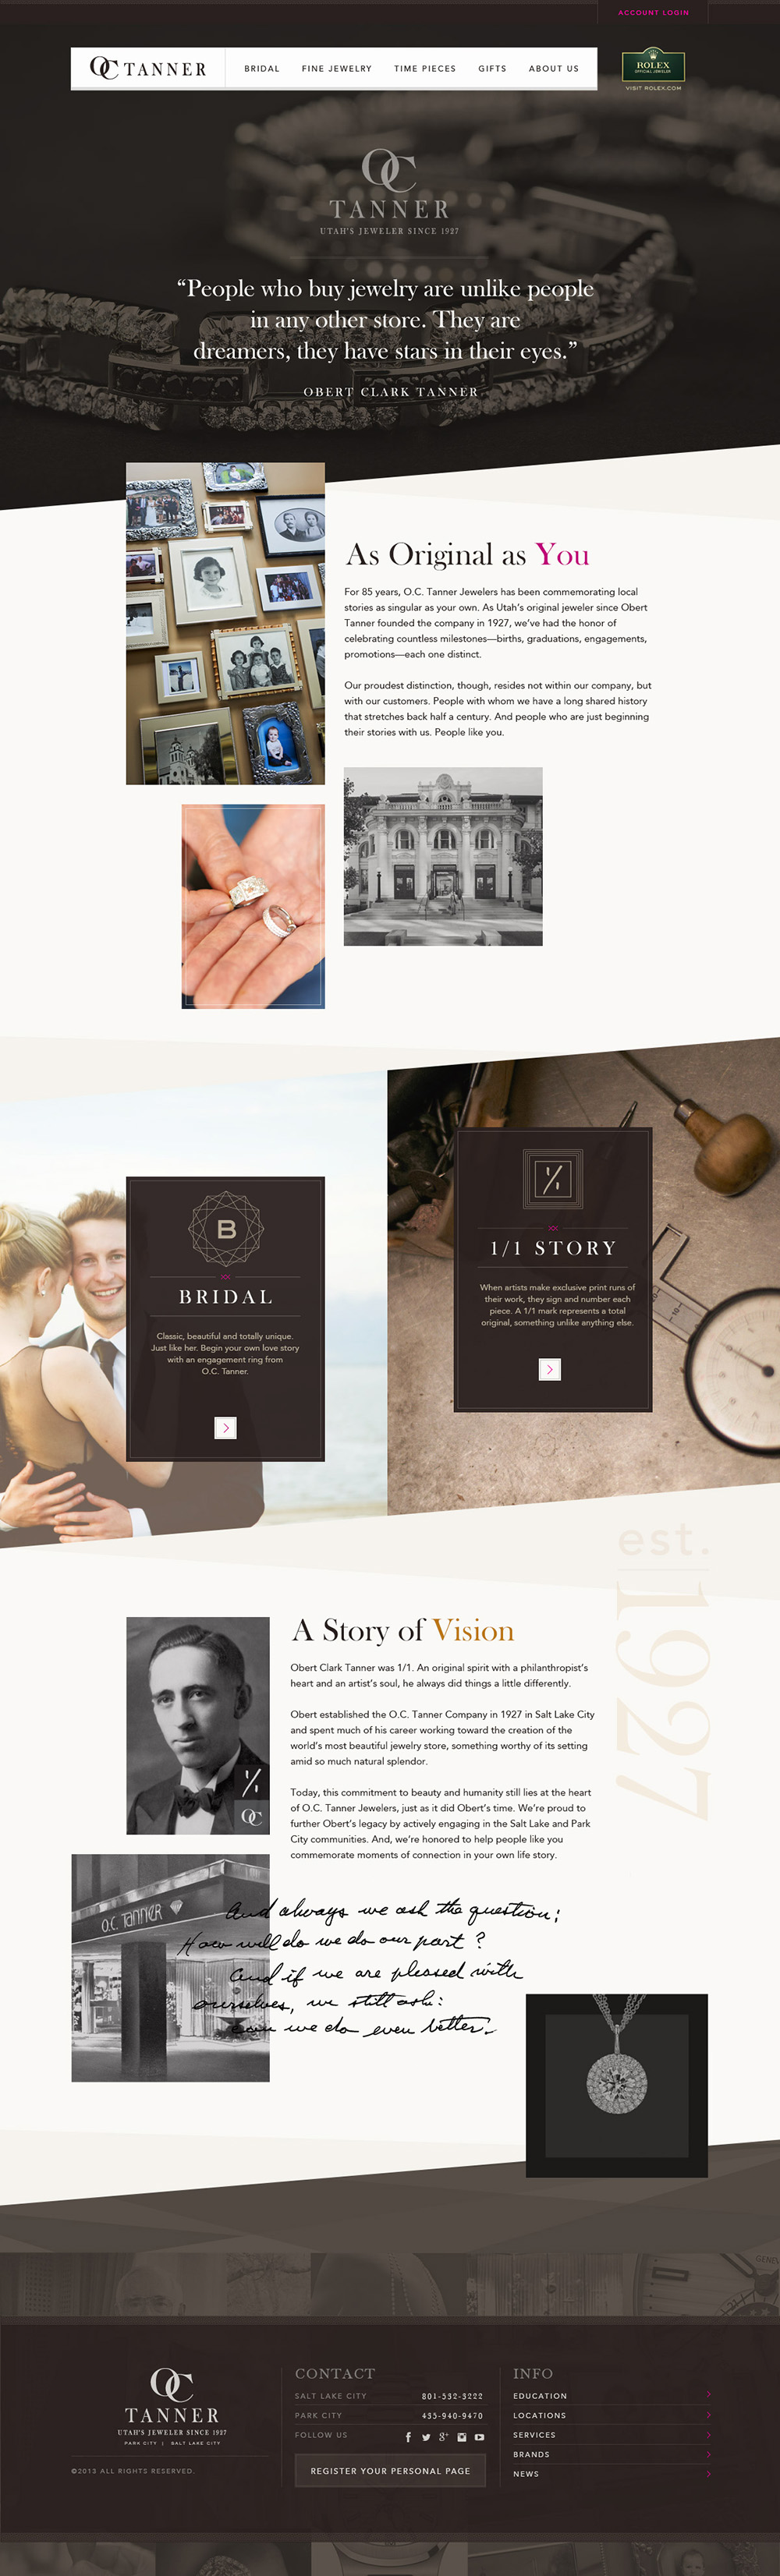 ACCOUNT LOGIN
OC TANNER
BRIDAL FINE JEWELRY TIME PIECES GIFTS ABOUT US
ROLEX
OFFICIAL JEWELER
VISIT ROLEX.COM
OC
TANNER
UTAH'S JEWELER SINCE 1927
“People who buy jewelry are unlike people
in any other store. They are
dreamers, they have stars in their eyes.”
OBERT CLARK TANNER
As Original as You
For 85 years, O.C. Tanner Jewelers has been commemorating local
stories as singular as your own. As Utah's original jeweler since Obert
Tanner founded the company in 1927, we've had the honor of
celebrating countless milestones—births, graduations, engagements,
promotions—each one distinct.
Our proudest distinction, though, resides not within our company, but
with our customers. People with whom we have a long shared history
that stretches back half a century. And people who are just beginning
their stories with us. People like you.
B
BRIDAL
Classic, beautiful and totally unique.
Just like her. Begin your own love story
with an engagement ring from
O.C. Tanner.
1/1
1/1 STORY
When artists make exclusive print runs of
their work, they sign and number each
piece. A 1/1 mark represents a total
original, something unlike anything else.
est.
1927
A Story of Vision
Obert Clark Tanner was 1/1. An original spirit with a philanthropist's
heart and an artist's soul, he always did things a little differently.
Obert established the O.C. Tanner Company in 1927 in Salt Lake City
and spent much of his career working toward the creation of the
world's most beautiful jewelry store, something worthy of its setting
amid so much natural splendor.
Today, this commitment to beauty and humanity still lies at the heart
of O.C. Tanner Jewelers, just as it did Obert's time. We're proud to
further Obert's legacy by actively engaging in the Salt Lake and Park
City communities. And, we're honored to help people like you
commemorate moments of connection in your own life story.
1/1
OC
O.C. TANNER
And always we ask the question;
How well do we do our part ?
And if we are pleased with
ourselves, we still ask:
can we do even better.
GENEV
OC
TANNER
UTAH'S JEWELER SINCE 1927
PARK CITY | SALT LAKE CITY
©2013 ALL RIGHTS RESERVED.
CONTACT
SALT LAKE CITY 801-532-3222
PARK CITY 435-940-9470
FOLLOW US
REGISTER YOUR PERSONAL PAGE
INFO
EDUCATION
LOCATIONS
SERVICES
BRANDS
NEWS